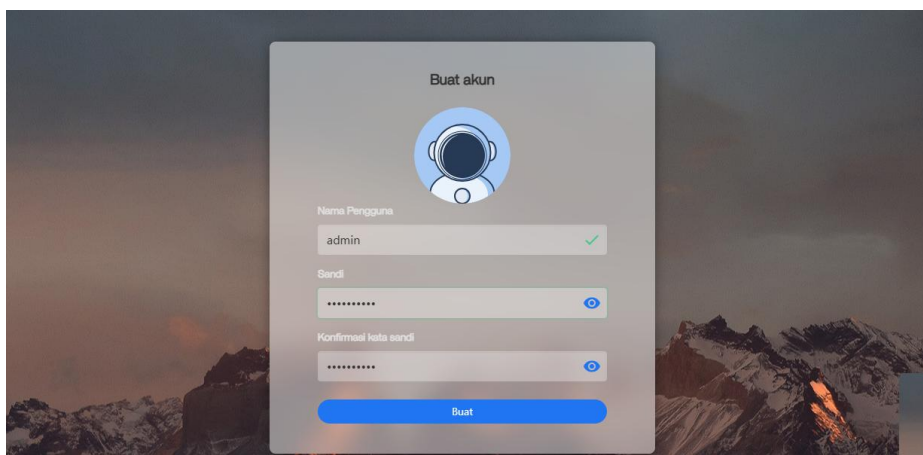 Buat akun
Nama Pengguna
admin
Sandi
••••••••••
Konfirmasi kata sandi
••••••••••
Buat